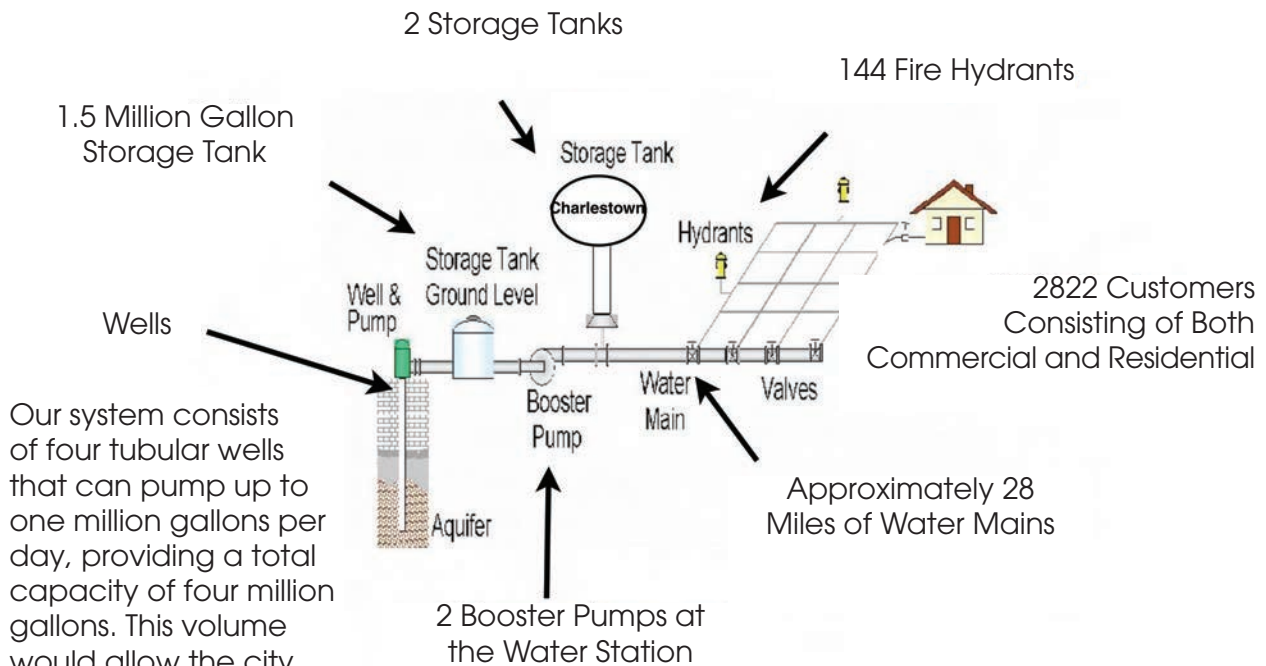 2 Storage Tanks
144 Fire Hydrants
1.5 Million Gallon
Storage Tank
Storage Tank
Charlestown
Hydrants
Storage Tank
Ground Level
Well &
Pump
Wells
2822 Customers
Consisting of Both
Commercial and Residential
Water
Main
Valves
Booster
Pump
Our system consists
of four tubular wells
that can pump up to
one million gallons per
day, providing a total
capacity of four million
gallons. This volume
would allow the city
Aquifer
Approximately 28
Miles of Water Mains
2 Booster Pumps at
the Water Station